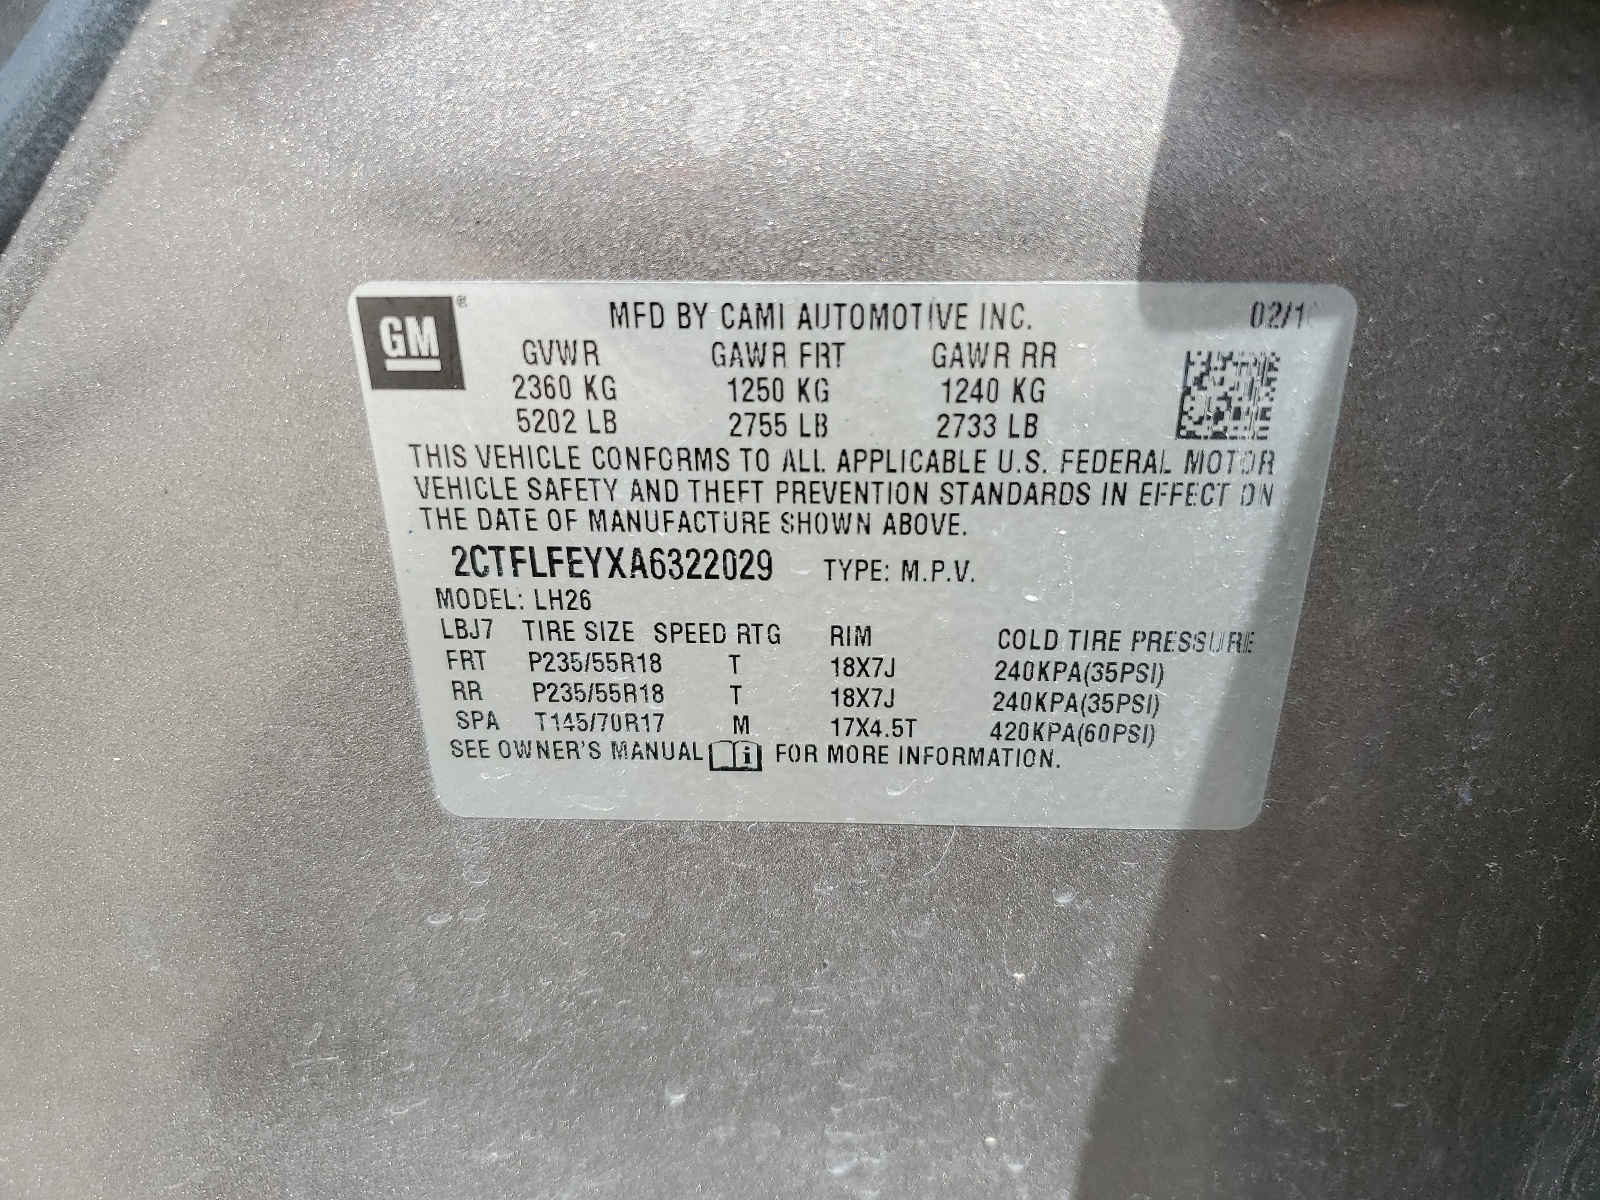 GM ® MFD BY CAMI AUTOMOTIVE INC. 02/1
GVWR GAWR FRT GAWR RR
2360 KG 1250 KG 1240 KG
5202 LB 2755 LB 2733 LB
THIS VEHICLE CONFORMS TO ALL APPLICABLE U.S. FEDERAL MOTOR
VEHICLE SAFETY AND THEFT PREVENTION STANDARDS IN EFFECT ON
THE DATE OF MANUFACTURE SHOWN ABOVE.
2CTFLFEYXA6322029 TYPE: M.P.V.
MODEL: LH26
LBJ7 TIRE SIZE SPEED RTG RIM COLD TIRE PRESSURE
FRT P235/55R18 T 18X7J 240KPA(35PSI)
RR P235/55R18 T 18X7J 240KPA(35PSI)
SPA T145/70R17 M 17X4.5T 420KPA(60PSI)
SEE OWNER'S MANUAL i FOR MORE INFORMATION.